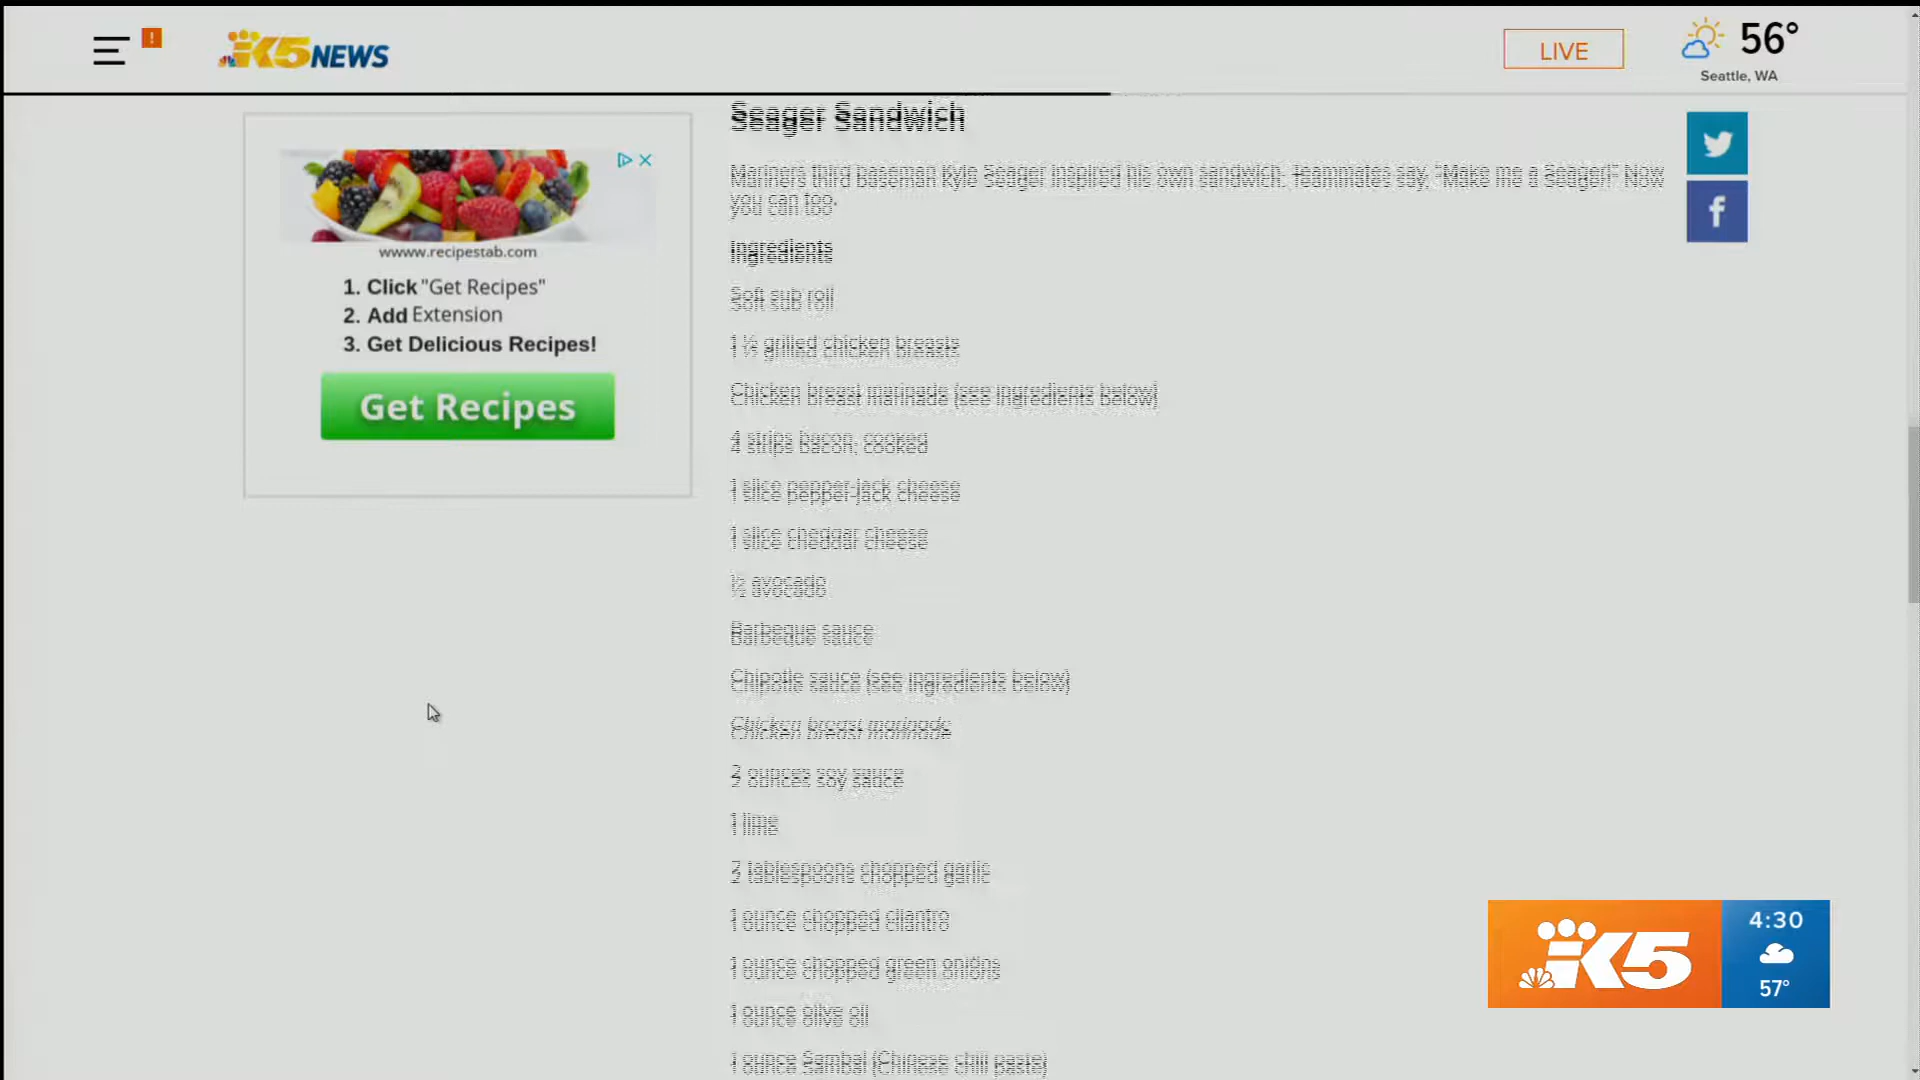 !
K5 NEWS
LIVE
56°
Seattle, WA
Seager Sandwich
Mariners third baseman Kyle Seager inspired his own sandwich. Teammates say, "Make me a Seager!" Now
you can too.
Ingredients
Soft sub roll
1 ½ grilled chicken breasts
Chicken breast marinade (see ingredients below)
4 strips bacon, cooked
1 slice pepper-jack cheese
1 slice cheddar cheese
½ avocado
Barbeque sauce
Chipotle sauce (see ingredients below)
Chicken breast marinade
2 ounces soy sauce
1 lime
2 tablespoons chopped garlic
1 ounce chopped cilantro
1 ounce chopped green onions
1 ounce olive oil
1 ounce Sambal (Chinese chili paste)
wwww.recipestab.com
1. Click "Get Recipes"
2. Add Extension
3. Get Delicious Recipes!
Get Recipes
K5
4:30
57°